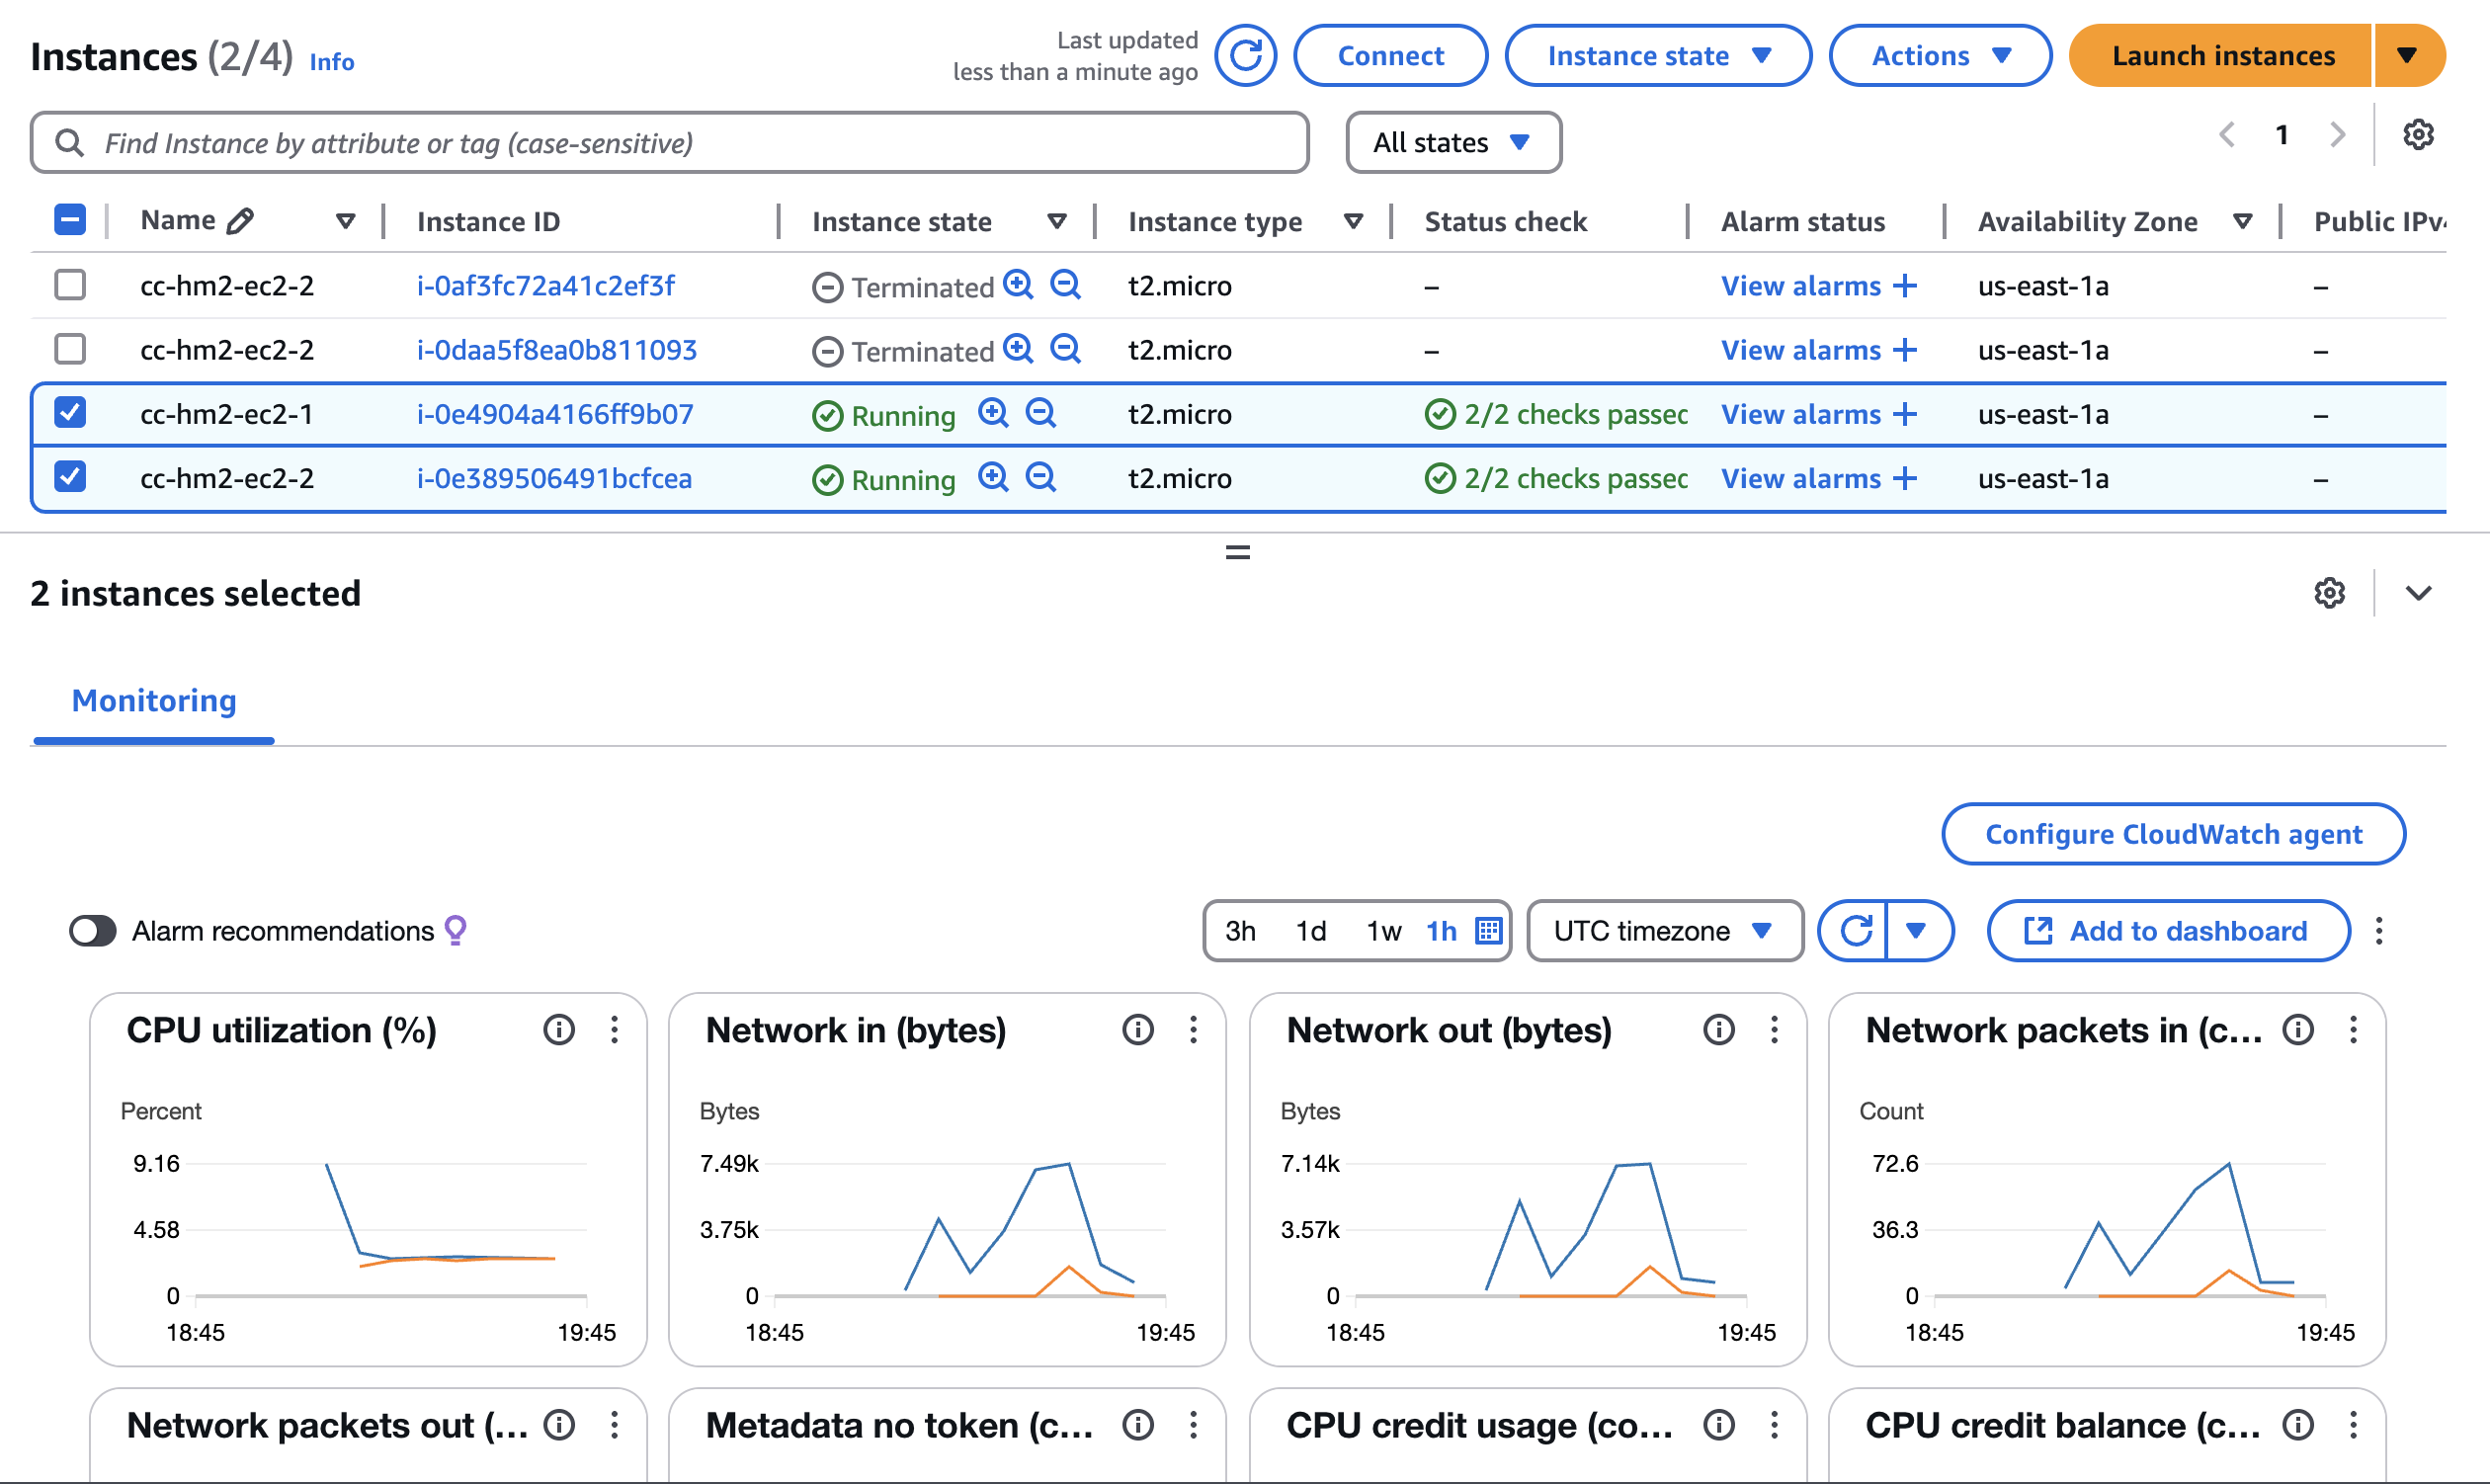 Instances (2/4) Info
Last updated
less than a minute ago
Connect
Instance state
Actions
Launch instances
Find Instance by attribute or tag (case-sensitive)
All states
1
Name Instance ID Instance state Instance type Status check Alarm status Availability Zone Public IPv4
cc-hm2-ec2-2 i-0af3fc72a41c2ef3f Terminated t2.micro – View alarms + us-east-1a –
cc-hm2-ec2-2 i-0daa5f8ea0b811093 Terminated t2.micro – View alarms + us-east-1a –
cc-hm2-ec2-1 i-0e4904a4166ff9b07 Running t2.micro 2/2 checks passec View alarms + us-east-1a –
cc-hm2-ec2-2 i-0e389506491bcfcea Running t2.micro 2/2 checks passec View alarms + us-east-1a –
2 instances selected
Monitoring
Configure CloudWatch agent
Alarm recommendations
3h 1d 1w 1h
UTC timezone
Add to dashboard
CPU utilization (%)
Percent
9.16
4.58
0
18:45 19:45
Network in (bytes)
Bytes
7.49k
3.75k
0
18:45 19:45
Network out (bytes)
Bytes
7.14k
3.57k
0
18:45 19:45
Network packets in (c...
Count
72.6
36.3
0
18:45 19:45
Network packets out (...
Metadata no token (c...
CPU credit usage (co...
CPU credit balance (c...